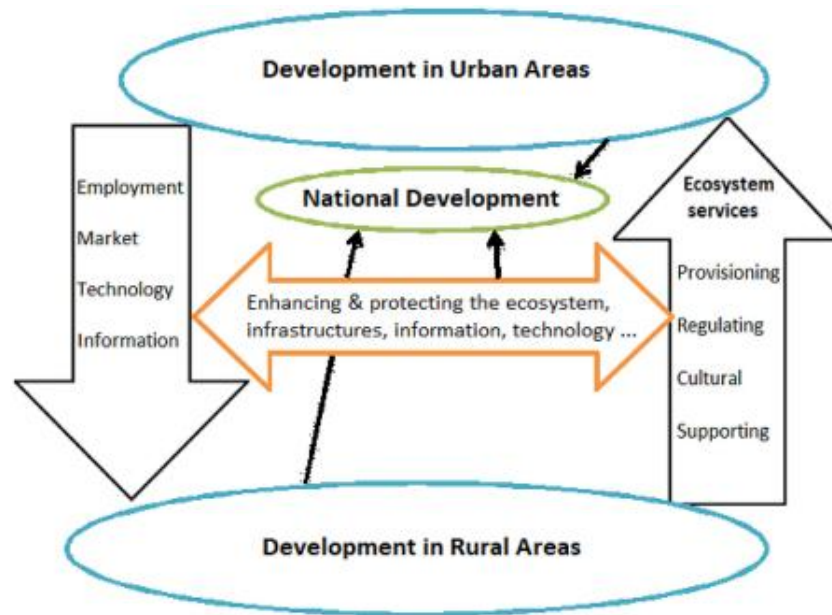 Development in Urban Areas
National Development
Employment
Market
Technology
Information
Ecosystem
services
Provisioning
Regulating
Cultural
Supporting
Enhancing & protecting the ecosystem,
infrastructures, information, technology ...
Development in Rural Areas